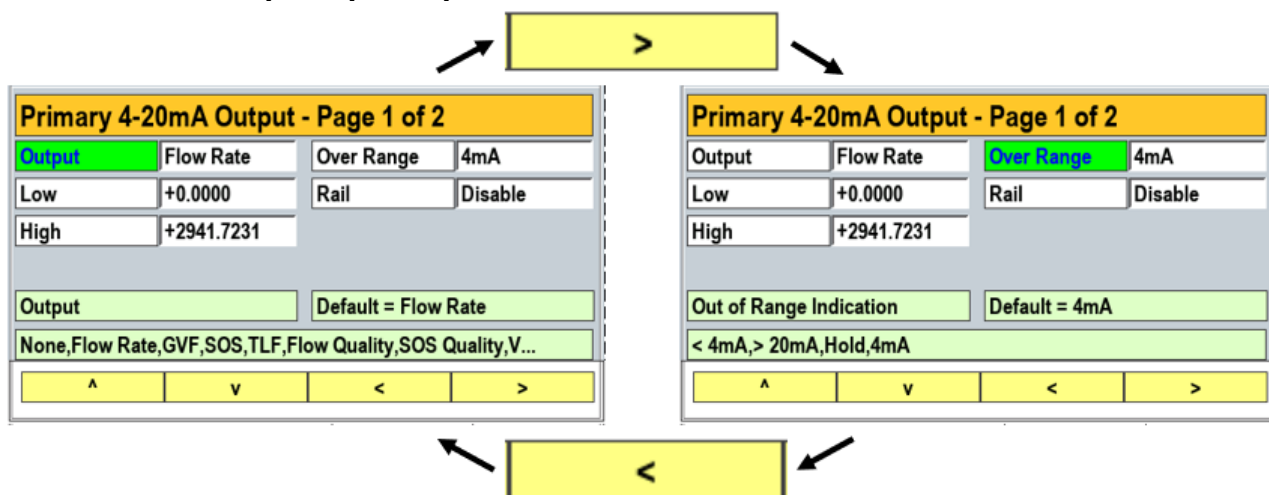 >
Primary 4-20mA Output - Page 1 of 2
Output Flow Rate Over Range 4mA
Low +0.0000 Rail Disable
High +2941.7231
Output Default = Flow Rate
None,Flow Rate,GVF,SOS,TLF,Flow Quality,SOS Quality,V...
^ v < >
Primary 4-20mA Output - Page 1 of 2
Output Flow Rate Over Range 4mA
Low +0.0000 Rail Disable
High +2941.7231
Out of Range Indication Default = 4mA
< 4mA,> 20mA,Hold,4mA
^ v < >
<